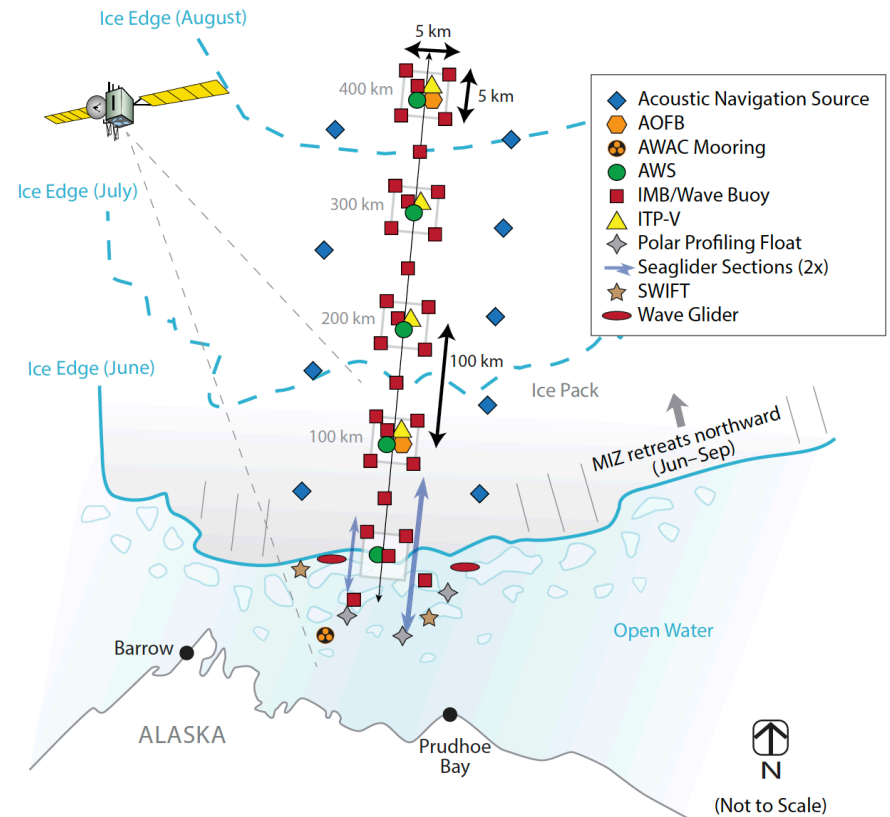 Ice Edge (August)
5 km
400 km
5 km
Acoustic Navigation Source
AOFB
AWAC Mooring
AWS
IMB/Wave Buoy
ITP-V
Polar Profiling Float
Seaglider Sections (2x)
SWIFT
Wave Glider
Ice Edge (July)
300 km
200 km
100 km
Ice Edge (June)
Ice Pack
100 km
MIZ retreats northward
(Jun–Sep)
Open Water
Barrow
ALASKA
Prudhoe
Bay
N
(Not to Scale)